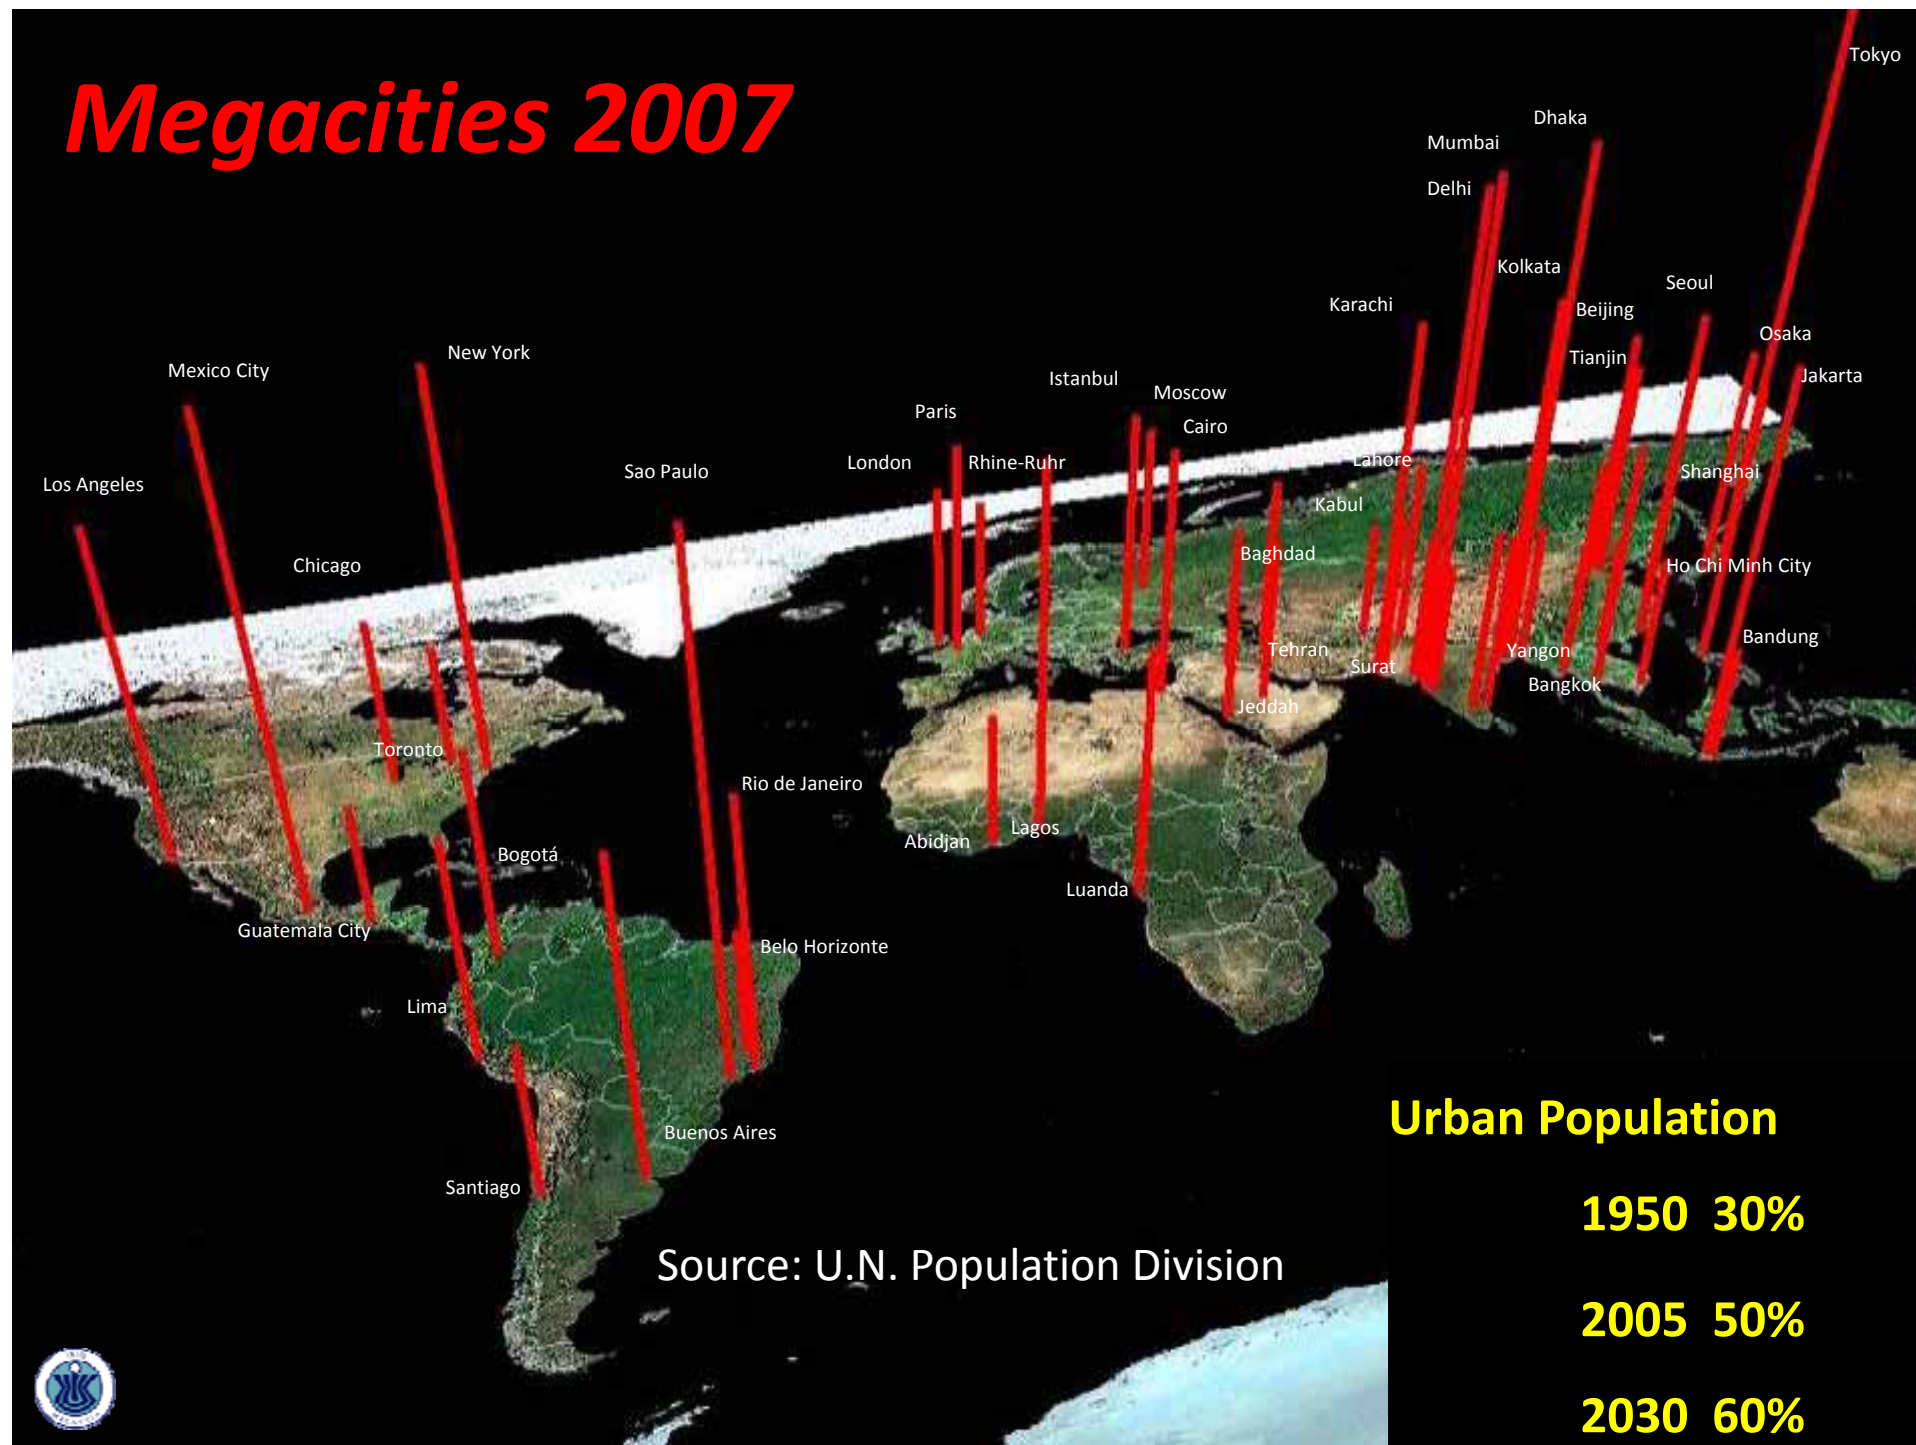 Megacities 2007
Tokyo
Dhaka
Mumbai
Delhi
Kolkata
Seoul
Karachi
Beijing
Osaka
New York
Tianjin
Mexico City
Jakarta
Istanbul
Moscow
Paris
Cairo
London
Rhine-Ruhr
Lahore
Sao Paulo
Shanghai
Los Angeles
Kabul
Baghdad
Chicago
Ho Chi Minh City
Bandung
Tehran
Yangon
Surat
Bangkok
Jeddah
Toronto
Rio de Janeiro
Lagos
Abidjan
Bogotá
Luanda
Guatemala City
Belo Horizonte
Lima
Buenos Aires
Santiago
Urban Population
1950 30%
2005 50%
2030 60%
Source: U.N. Population Division